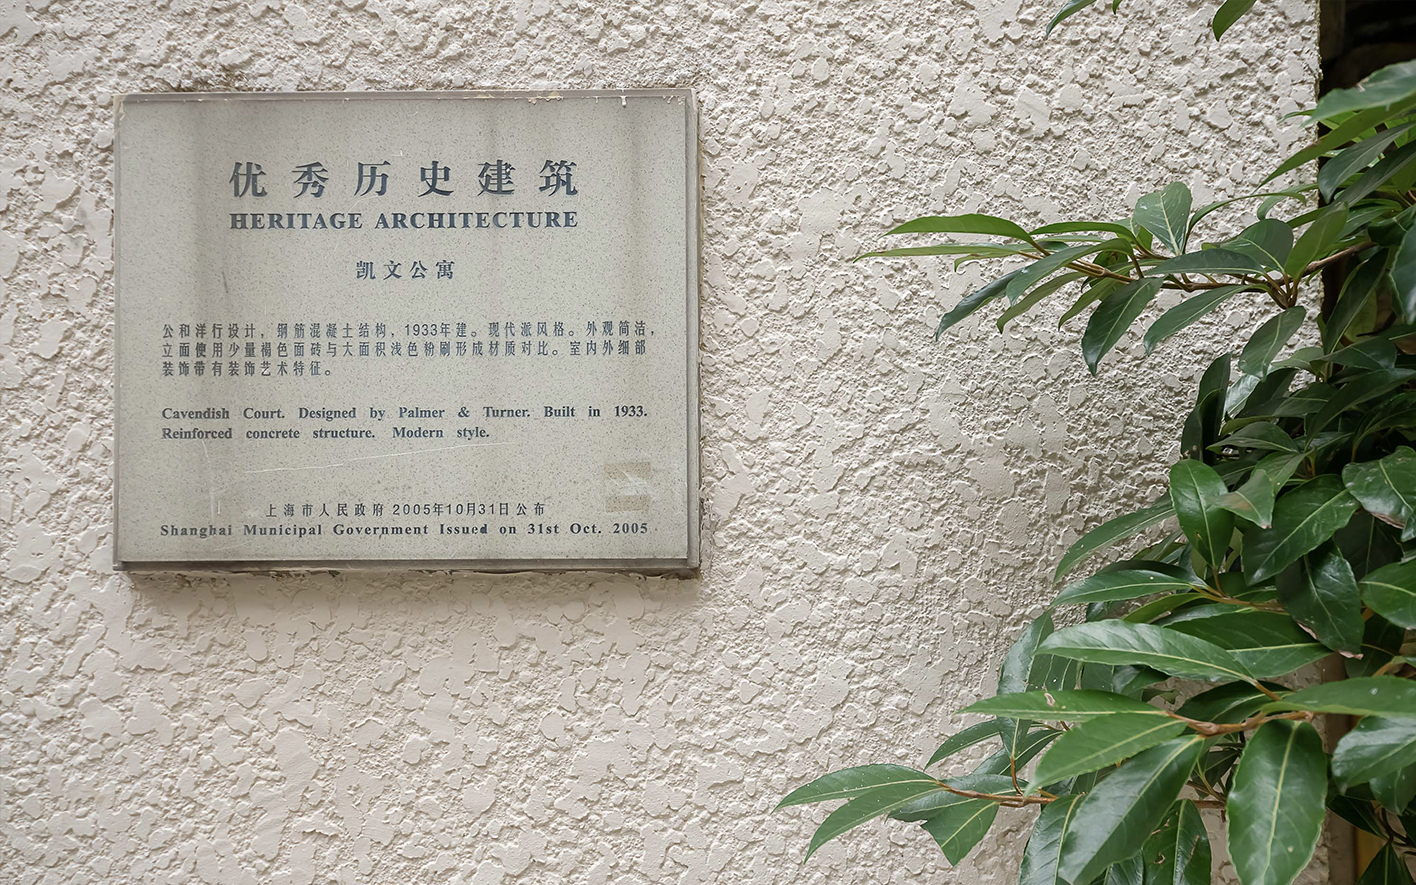 优秀历史建筑
HERITAGE ARCHITECTURE
凯文公寓
公和洋行设计，钢筋混凝土结构，1933年建。现代派风格。外观简洁，
立面使用少量褐色面砖与大面积浅色粉刷形成材质对比。室内外细部
装饰带有装饰艺术特征。
Cavendish Court. Designed by Palmer & Turner. Built in 1933.
Reinforced concrete structure. Modern style.
上海市人民政府 2005年10月31日公布
Shanghai Municipal Government Issued on 31st Oct. 2005